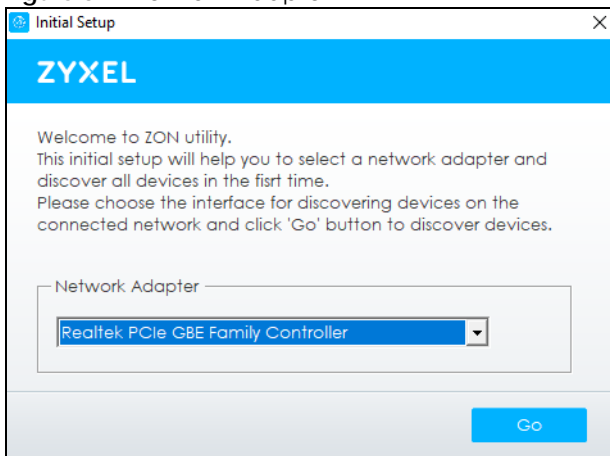 Initial Setup
ZYXEL
Welcome to ZON utility.
This initial setup will help you to select a network adapter and
discover all devices in the fisrt time.
Please choose the interface for discovering devices on the
connected network and click 'Go' button to discover devices.
Network Adapter
Realtek PCIe GBE Family Controller
Go